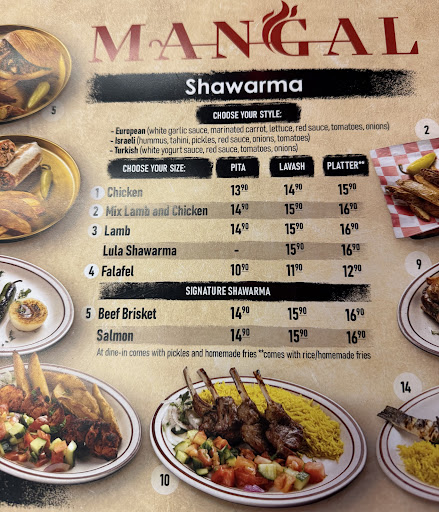 MANGAL
Shawarma
CHOOSE YOUR STYLE:
- European (white garlic sauce, marinated carrot, lettuce, red sauce, tomatoes, onions)
- Israeli (hummus, tahini, pickles, red sauce, onions, tomatoes)
- Turkish (white yogurt sauce, red sauce, tomatoes, onions)
CHOOSE YOUR SIZE: PITA LAVASH PLATTER**
1 Chicken 13.90 14.90 15.90
2 Mix Lamb and Chicken 14.90 15.90 16.90
3 Lamb 14.90 15.90 16.90
Lula Shawarma - 15.90 16.90
4 Falafel 10.90 11.90 12.90
SIGNATURE SHAWARMA
5 Beef Brisket 14.90 15.90 16.90
Salmon 14.90 15.90 16.90
At dine-in comes with pickles and homemade fries **comes with rice/homemade fries
5
2
9
14
10